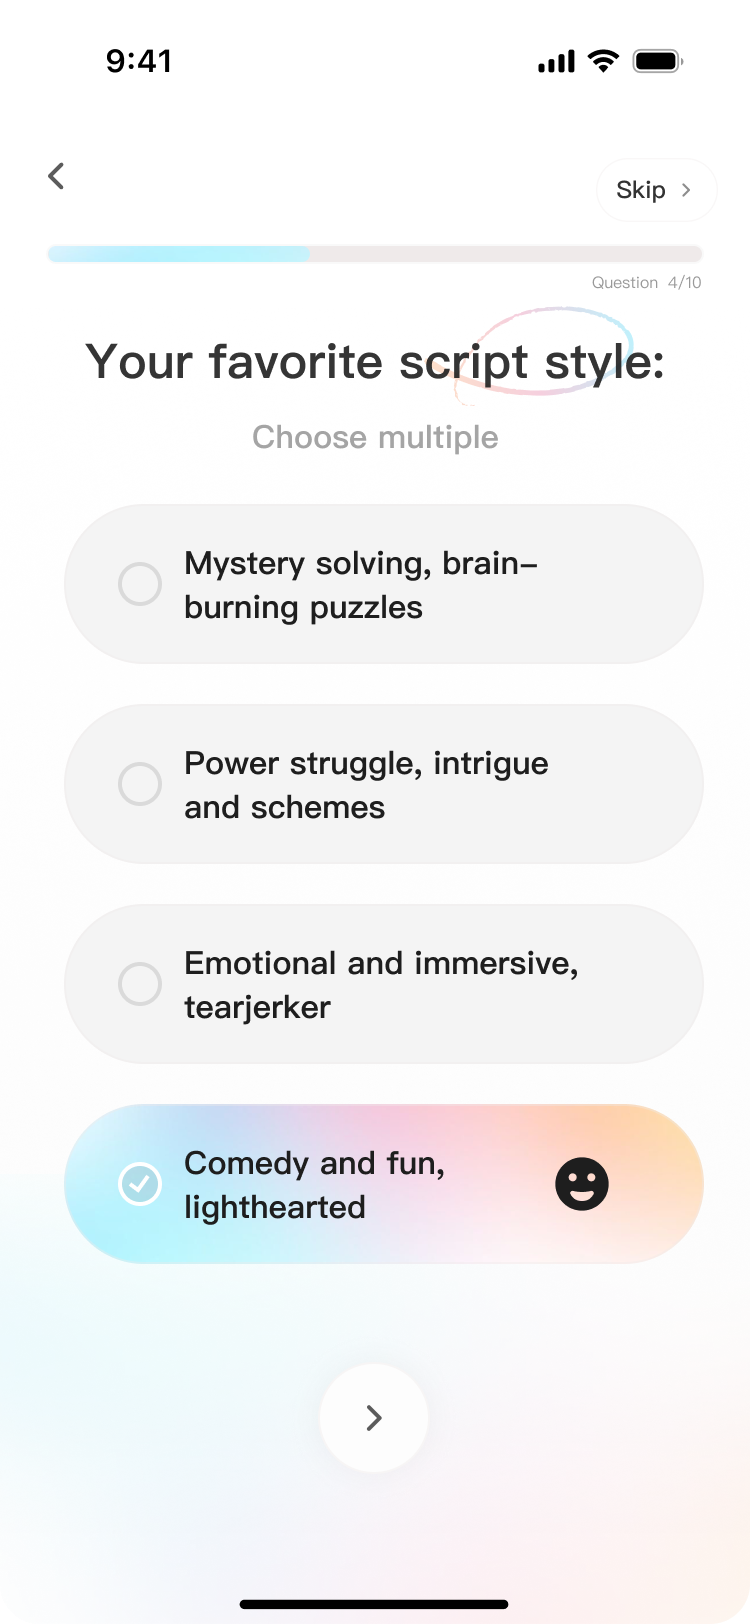 9:41
Skip
Question 4/10
Your favorite script style:
Choose multiple
Mystery solving, brain-
burning puzzles
Power struggle, intrigue
and schemes
Emotional and immersive,
tearjerker
Comedy and fun,
lighthearted